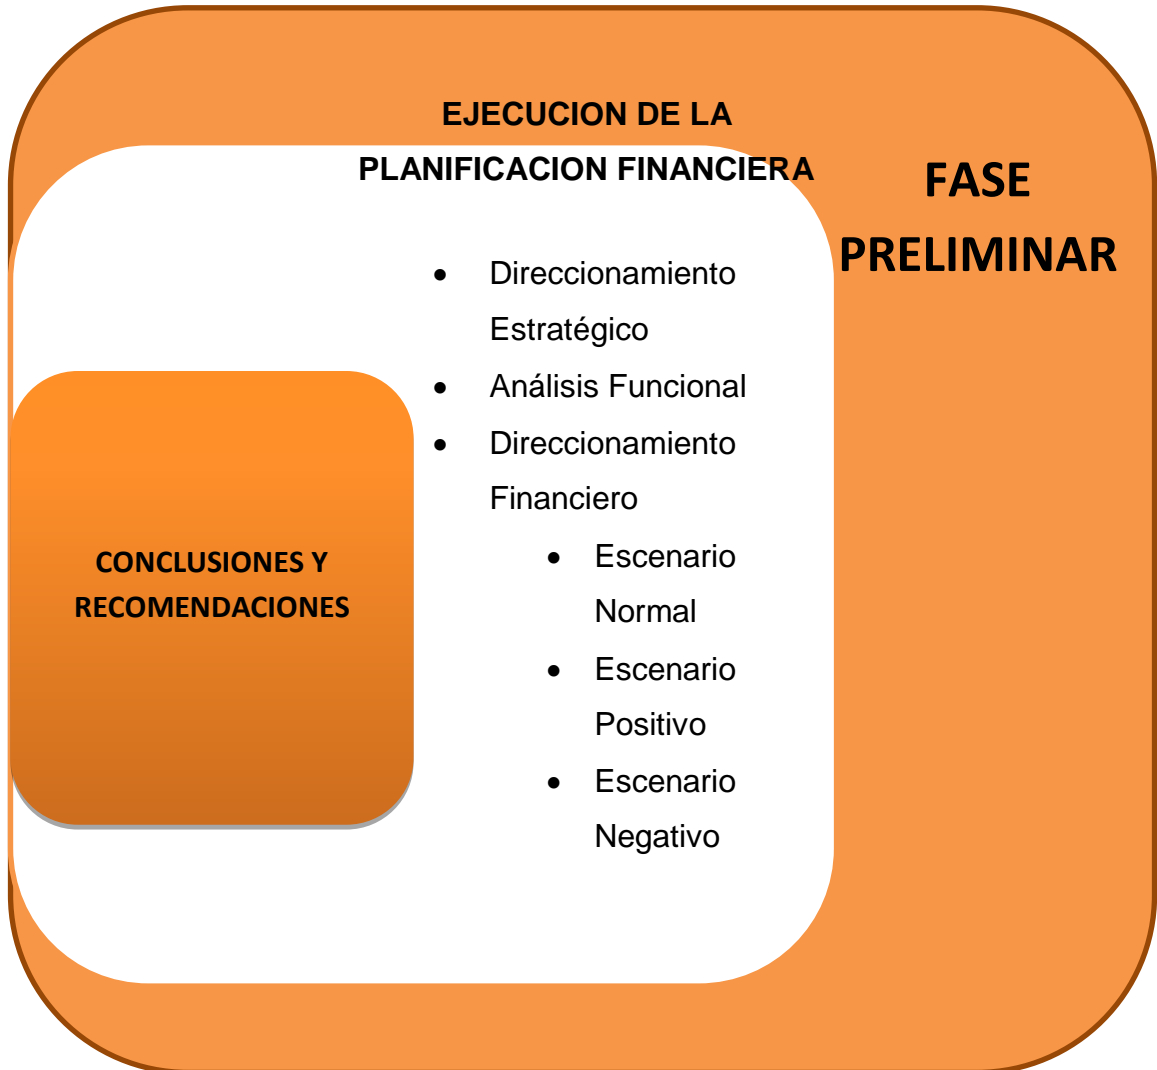 EJECUCION DE LA
PLANIFICACION FINANCIERA
FASE
PRELIMINAR
• Direccionamiento
Estratégico
• Análisis Funcional
• Direccionamiento
Financiero
• Escenario
Normal
• Escenario
Positivo
• Escenario
Negativo
CONCLUSIONES Y
RECOMENDACIONES